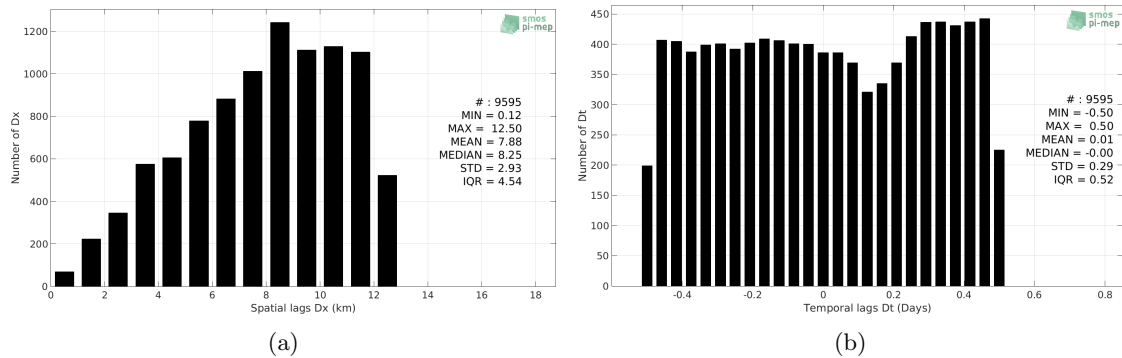 1200
1000
800
600
400
200
0
Number of Dx
smos
pi-mep
# : 9595
MIN = 0.12
MAX = 12.50
MEAN = 7.88
MEDIAN = 8.25
STD = 2.93
IQR = 4.54
0 2 4 6 8 10 12 14 16 18
Spatial lags Dx (km)
(a)
450
400
350
300
250
200
150
100
50
0
Number of Dt
smos
pi-mep
# : 9595
MIN = -0.50
MAX = 0.50
MEAN = 0.01
MEDIAN = -0.00
STD = 0.29
IQR = 0.52
-0.4 -0.2 0 0.2 0.4 0.6 0.8
Temporal lags Dt (Days)
(b)